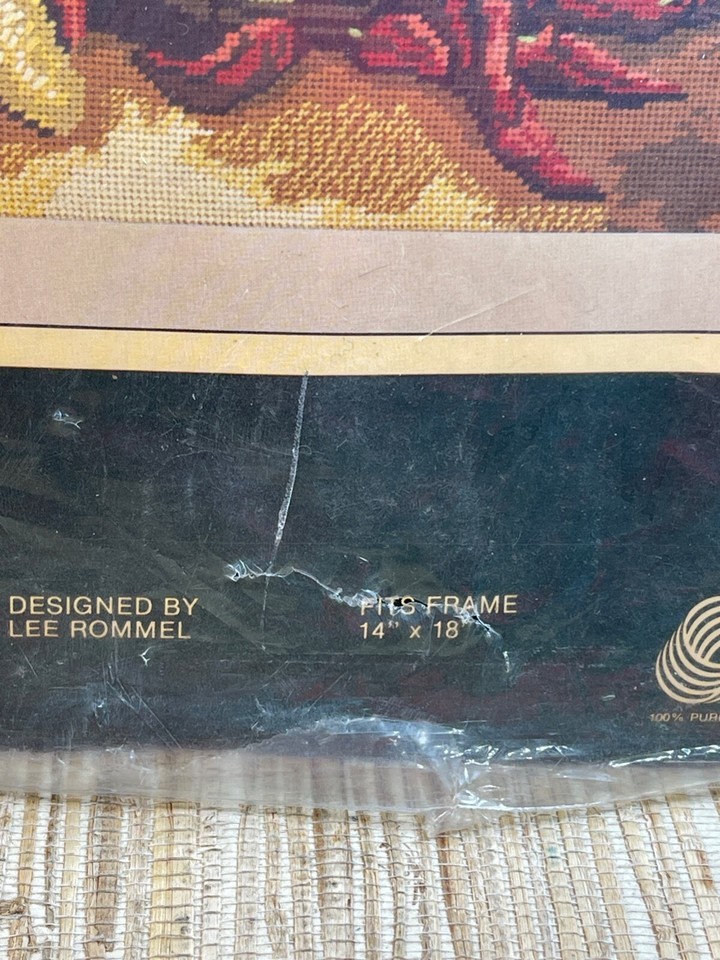 DESIGNED BY
LEE ROMMEL
FITS FRAME
14" x 18"
100% PUR